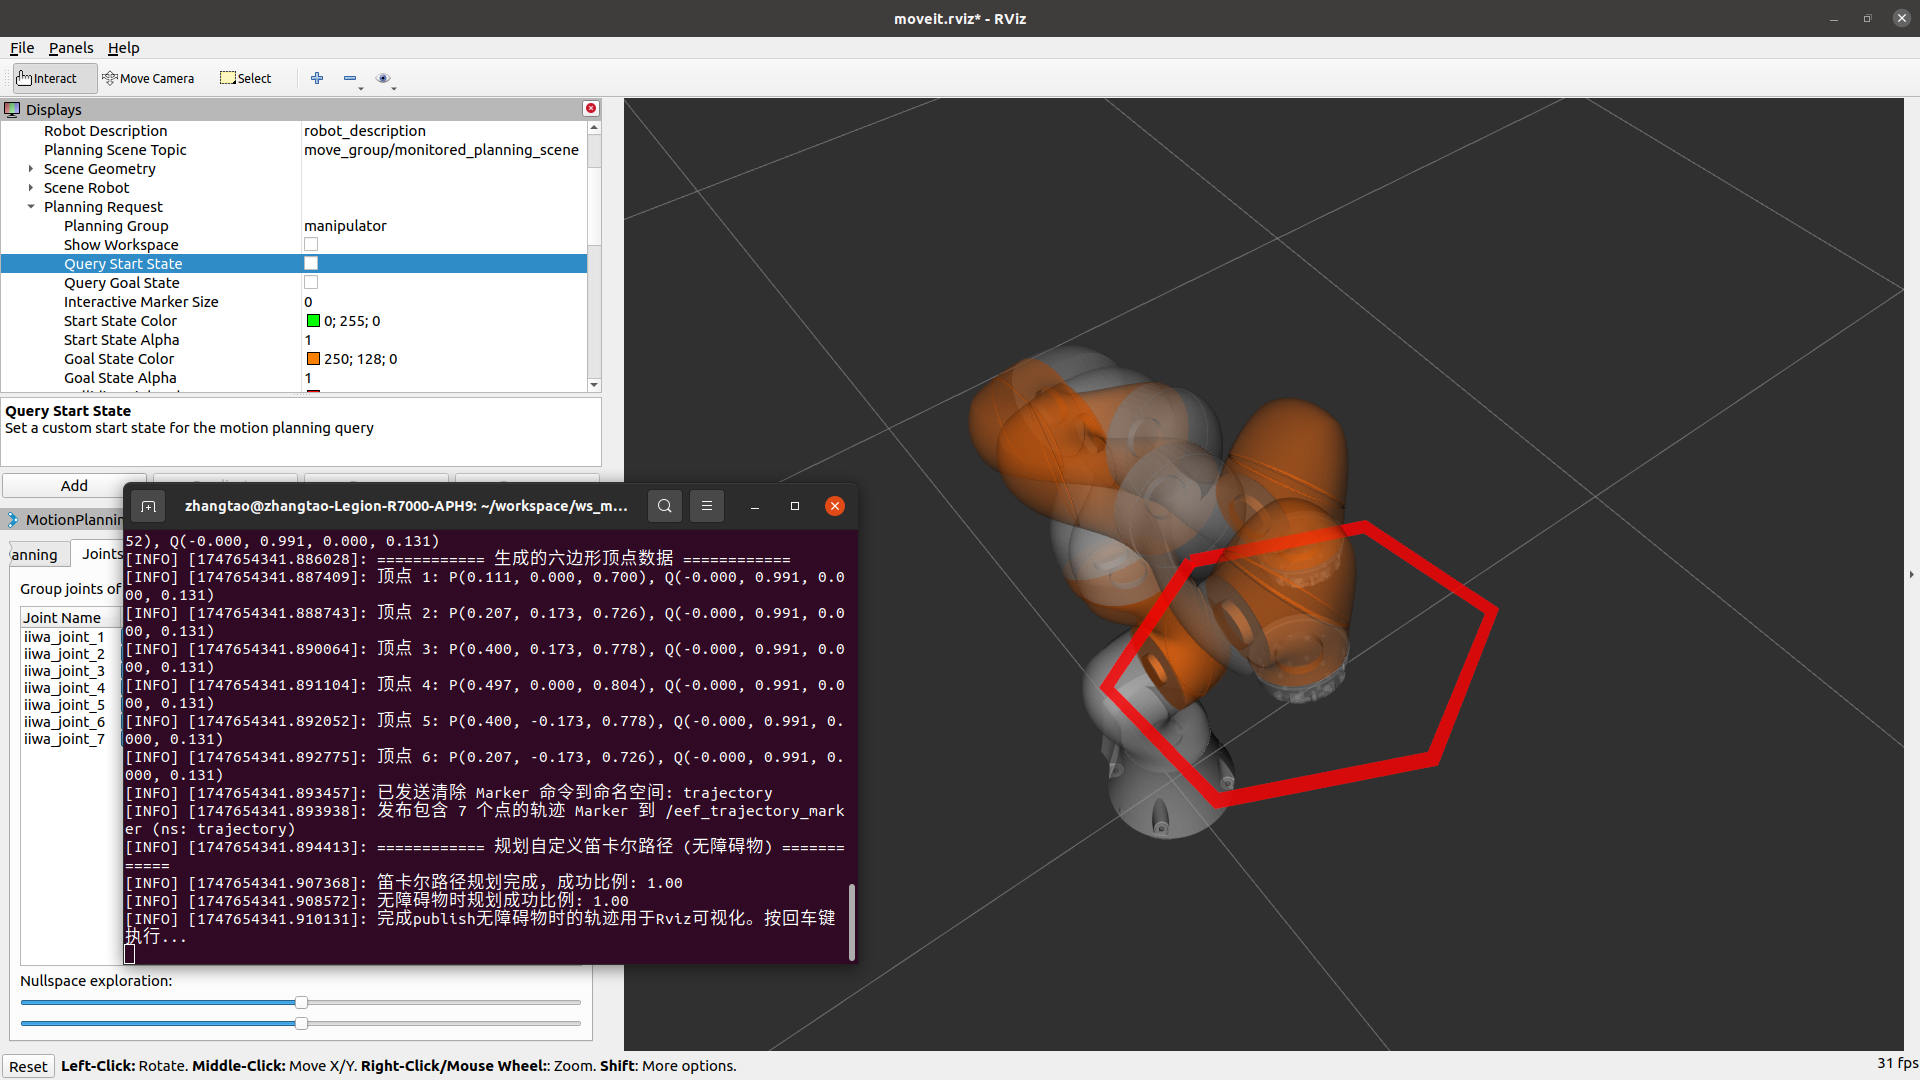 moveit.rviz* - RViz
File Panels Help
Interact Move Camera Select
Displays
Robot Description robot_description
Planning Scene Topic move_group/monitored_planning_scene
Scene Geometry
Scene Robot
Planning Request
Planning Group manipulator
Show Workspace
Query Start State
Query Goal State
Interactive Marker Size 0
Start State Color 0; 255; 0
Start State Alpha 1
Goal State Color 250; 128; 0
Goal State Alpha 1
Query Start State
Set a custom start state for the motion planning query
Add
MotionPlannin
anning Joints
Group joints of
Joint Name
iiwa_joint_1
iiwa_joint_2
iiwa_joint_3
iiwa_joint_4
iiwa_joint_5
iiwa_joint_6
iiwa_joint_7
zhangtao@zhangtao-Legion-R7000-APH9: ~/workspace/ws_m...
52), Q(-0.000, 0.991, 0.000, 0.131)
[INFO] [1747654341.886028]: ============ 生成的六边形顶点数据 ============
[INFO] [1747654341.887409]: 顶点 1: P(0.111, 0.000, 0.700), Q(-0.000, 0.991, 0.0
00, 0.131)
[INFO] [1747654341.888743]: 顶点 2: P(0.207, 0.173, 0.726), Q(-0.000, 0.991, 0.0
00, 0.131)
[INFO] [1747654341.890064]: 顶点 3: P(0.400, 0.173, 0.778), Q(-0.000, 0.991, 0.0
00, 0.131)
[INFO] [1747654341.891104]: 顶点 4: P(0.497, 0.000, 0.804), Q(-0.000, 0.991, 0.0
00, 0.131)
[INFO] [1747654341.892052]: 顶点 5: P(0.400, -0.173, 0.778), Q(-0.000, 0.991, 0.
000, 0.131)
[INFO] [1747654341.892775]: 顶点 6: P(0.207, -0.173, 0.726), Q(-0.000, 0.991, 0.
000, 0.131)
[INFO] [1747654341.893457]: 已发送清除 Marker 命令到命名空间: trajectory
[INFO] [1747654341.893938]: 发布包含 7 个点的轨迹 Marker 到 /eef_trajectory_mark
er (ns: trajectory)
[INFO] [1747654341.894413]: ============ 规划自定义笛卡尔路径 (无障碍物) =======
=====
[INFO] [1747654341.907368]: 笛卡尔路径规划完成，成功比例: 1.00
[INFO] [1747654341.908572]: 无障碍物时规划成功比例: 1.00
[INFO] [1747654341.910131]: 完成publish无障碍物时的轨迹用于Rviz可视化。按回车键
执行...
Nullspace exploration:
Reset Left-Click: Rotate. Middle-Click: Move X/Y. Right-Click/Mouse Wheel:: Zoom. Shift: More options.
31 fps